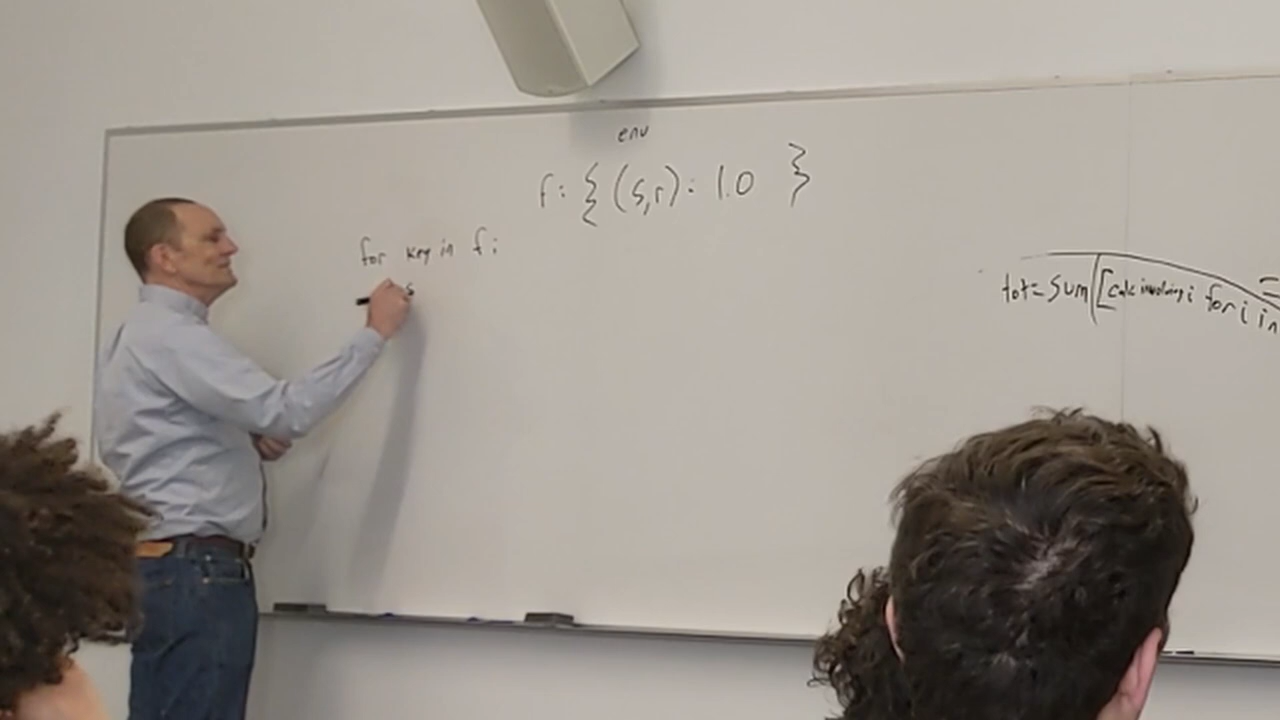 env
f: { (s,r): 1.0 }
for key in f:
s
tot= sum([calc involving i for i in